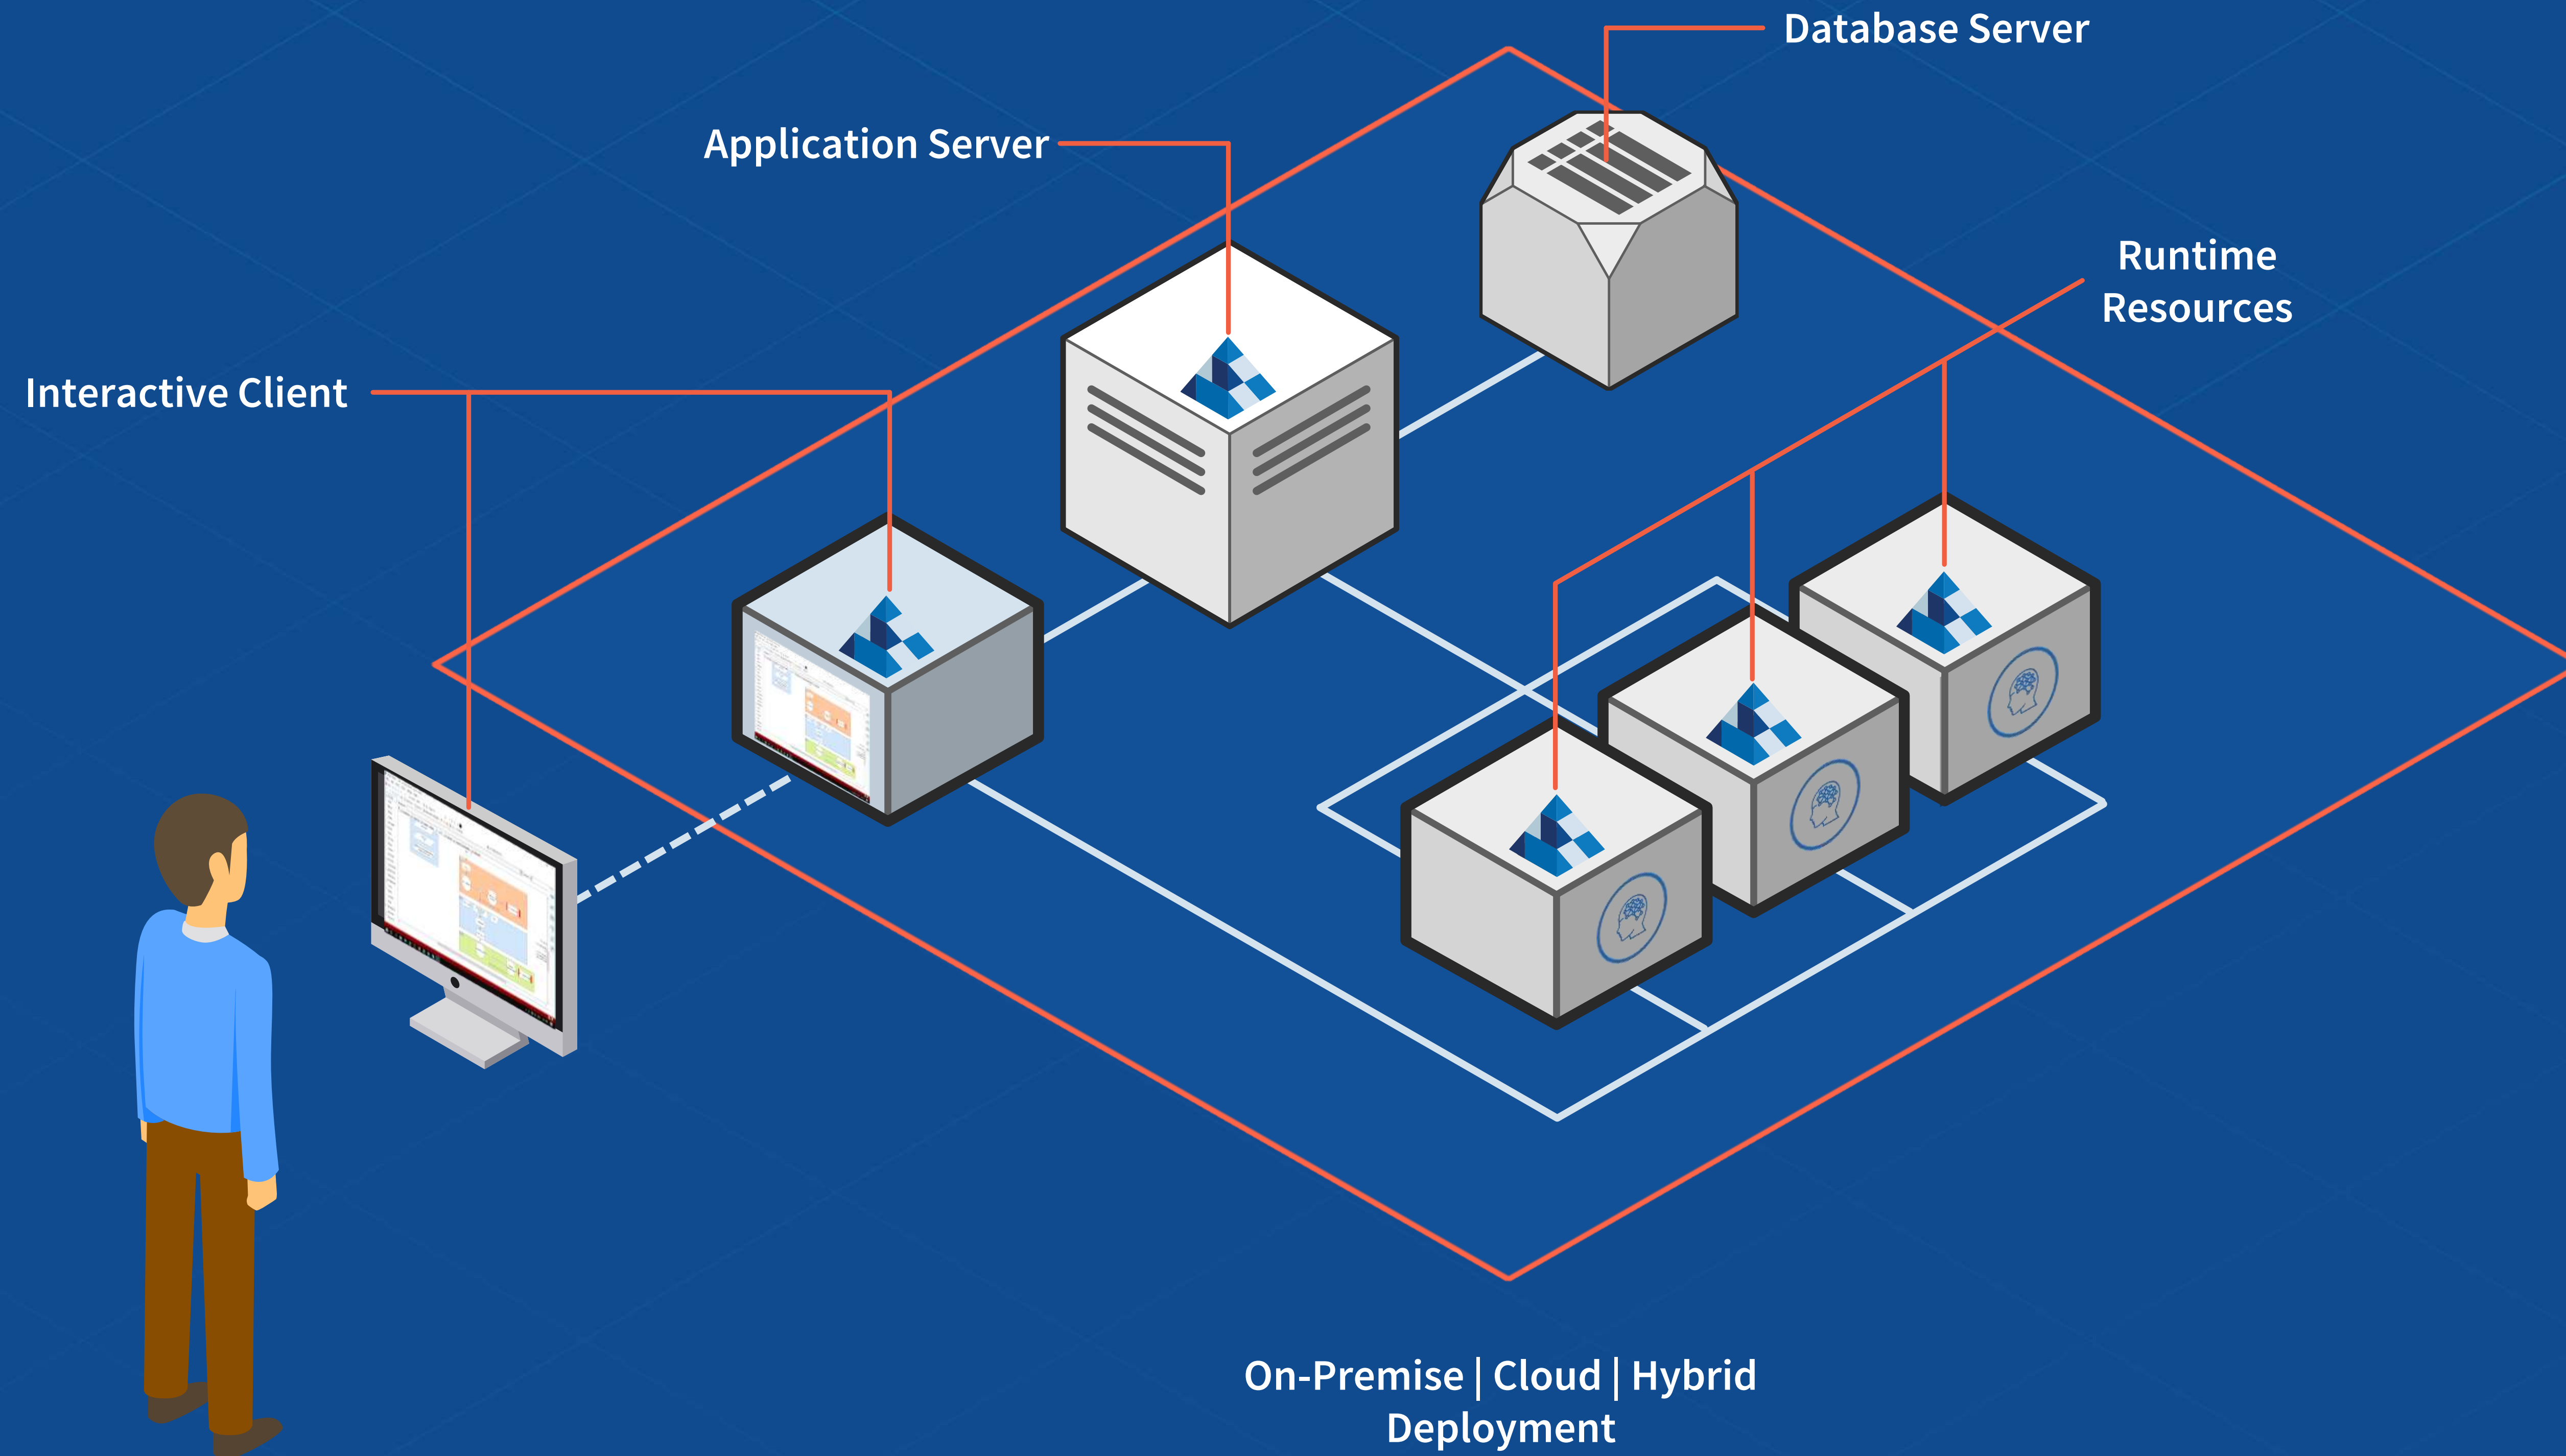 Database Server
Application Server
Runtime
Resources
Interactive Client
On-Premise | Cloud | Hybrid
Deployment